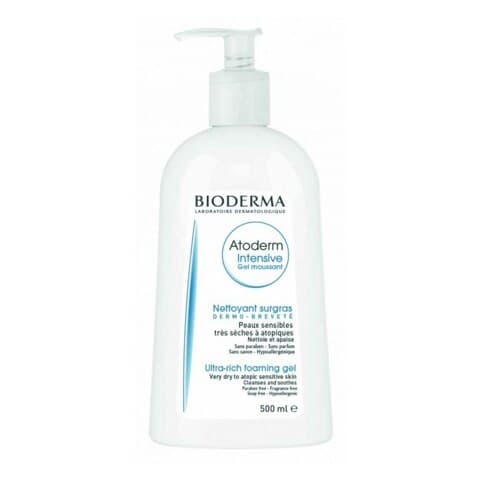 BIODERMA
LABORATOIRE DERMATOLOGIQUE
Atoderm
Intensive
Gel moussant
Nettoyant surgras
DERMO-BREVETÉ
Peaux sensibles
très sèches à atopiques
Nettoie et apaise
Sans paraben - Sans parfum
Sans savon - Hypoallergénique
Ultra-rich foaming gel
Very dry to atopic sensitive skin
Cleanses and soothes
Paraben free - Fragrance free
Soap free - Hypoallergenic
500 ml e